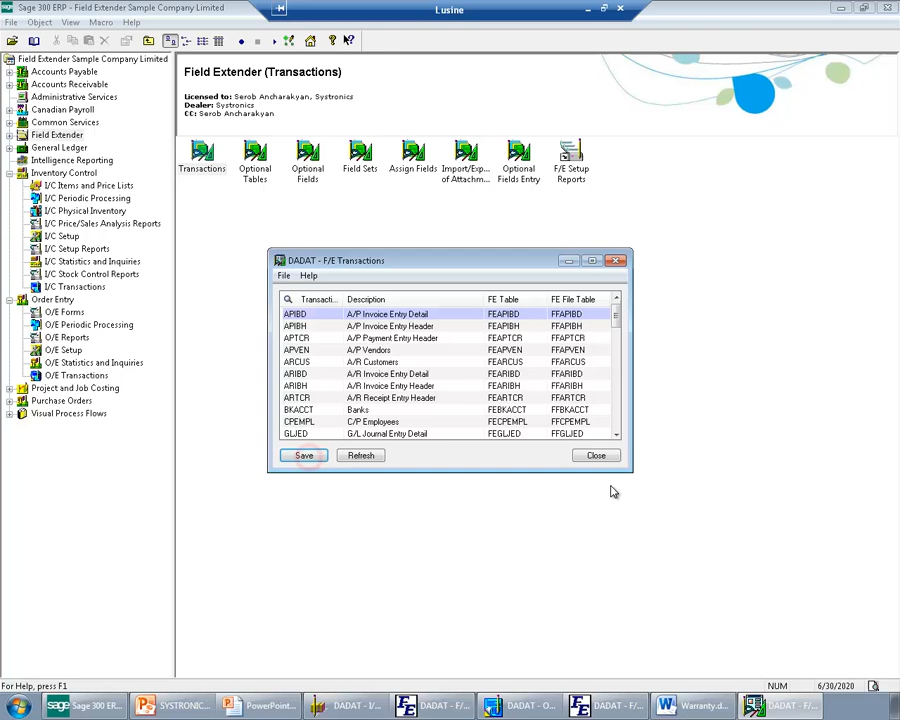 Sage 300 ERP - Field Extender Sample Company Limited
Lusine
File Object View Macro Help
Field Extender Sample Company Limited
Accounts Payable
Accounts Receivable
Administrative Services
Canadian Payroll
Common Services
Field Extender
General Ledger
Intelligence Reporting
Inventory Control
I/C Items and Price Lists
I/C Periodic Processing
I/C Physical Inventory
I/C Price/Sales Analysis Reports
I/C Setup
I/C Setup Reports
I/C Statistics and Inquiries
I/C Stock Control Reports
I/C Transactions
Order Entry
O/E Forms
O/E Periodic Processing
O/E Reports
O/E Setup
O/E Statistics and Inquiries
O/E Transactions
Project and Job Costing
Purchase Orders
Visual Process Flows
Field Extender (Transactions)
Licensed to: Serob Ancharakyan, Systronics
Dealer: Systronics
CC: Serob Ancharakyan
Transactions
Optional Tables
Optional Fields
Field Sets
Assign Fields
Import/Exp... of Attachm...
Optional Fields Entry
F/E Setup Reports
DADAT - F/E Transactions
File Help
Transacti... Description FE Table FE File Table
APIBD A/P Invoice Entry Detail FEAPIBD FFAPIBD
APIBH A/P Invoice Entry Header FEAPIBH FFAPIBH
APTCR A/P Payment Entry Header FEAPTCR FFAPTCR
APVEN A/P Vendors FEAPVEN FFAPVEN
ARCUS A/R Customers FEARCUS FFARCUS
ARIBD A/R Invoice Entry Detail FEARIBD FFARIBD
ARIBH A/R Invoice Entry Header FEARIBH FFARIBH
ARTCR A/R Receipt Entry Header FEARTCR FFARTCR
BKACCT Banks FEBKACCT FFBKACCT
CPEMPL C/P Employees FECPEMPL FFCPEMPL
GLJED G/L Journal Entry Detail FEGLJED FFGLJED
Save Refresh Close
For Help, press F1
NUM 6/30/2020
Sage 300 ER... SYSTRONIC... PowerPoint... DADAT - I/... DADAT - F/... DADAT - O... DADAT - F/... Warranty.d... DADAT - F/...